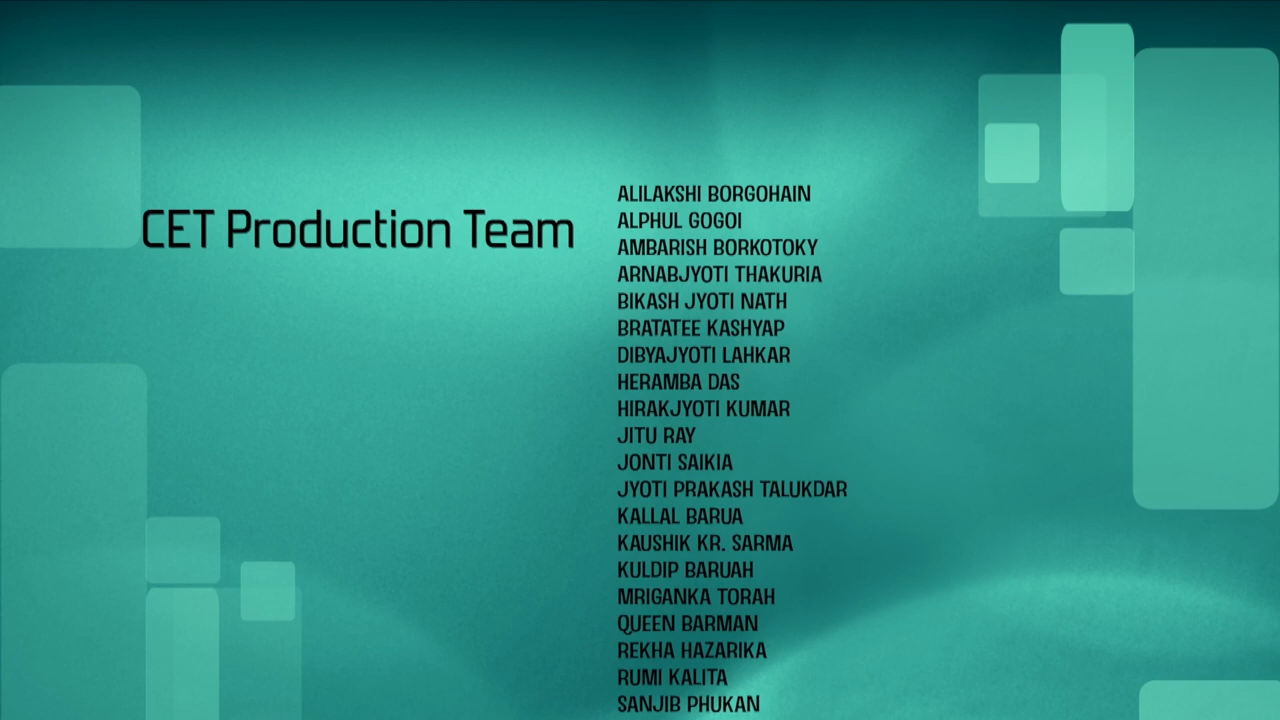 CET Production Team
ALILAKSHI BORGOHAIN
ALPHUL GOGOI
AMBARISH BORKOTOKY
ARNABJYOTI THAKURIA
BIKASH JYOTI NATH
BRATATEE KASHYAP
DIBYAJYOTI LAHKAR
HERAMBA DAS
HIRAKJYOTI KUMAR
JITU RAY
JONTI SAIKIA
JYOTI PRAKASH TALUKDAR
KALLAL BARUA
KAUSHIK KR. SARMA
KULDIP BARUAH
MRIGANKA TORAH
QUEEN BARMAN
REKHA HAZARIKA
RUMI KALITA
SANJIB PHUKAN